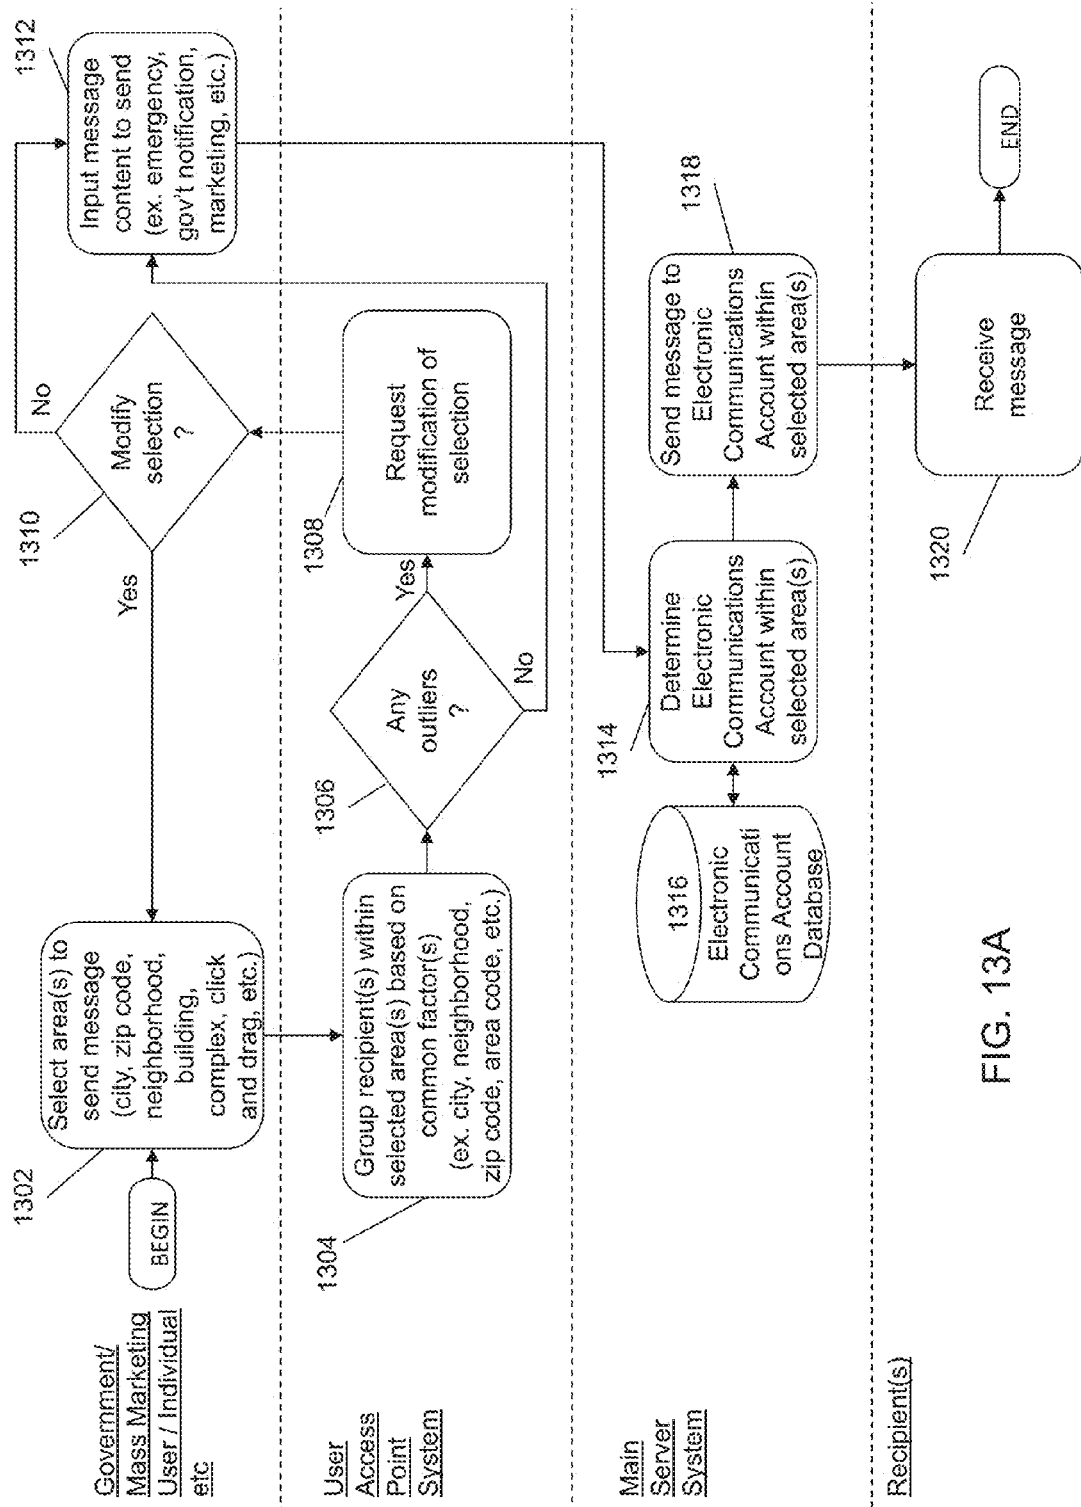 Government/
Mass Marketing
User / Individual
etc
BEGIN
1302
Select area(s) to
send message
(city, zip code,
neighborhood,
building,
complex, click
and drag, etc.)
Yes
1310
Modify
selection
?
No
1312
Input message
content to send
(ex. emergency,
gov't notification,
marketing, etc.)
User
Access
Point
System
1304
Group recipient(s) within
selected area(s) based on
common factor(s)
(ex. city, neighborhood,
zip code, area code, etc.)
1306
Any
outliers
?
Yes
No
1308
Request
modification of
selection
Main
Server
System
1316
Electronic
Communicati
ons Account
Database
1314
Determine
Electronic
Communications
Account within
selected area(s)
1318
Send message to
Electronic
Communications
Account within
selected area(s)
Recipient(s)
1320
Receive
message
END
FIG. 13A